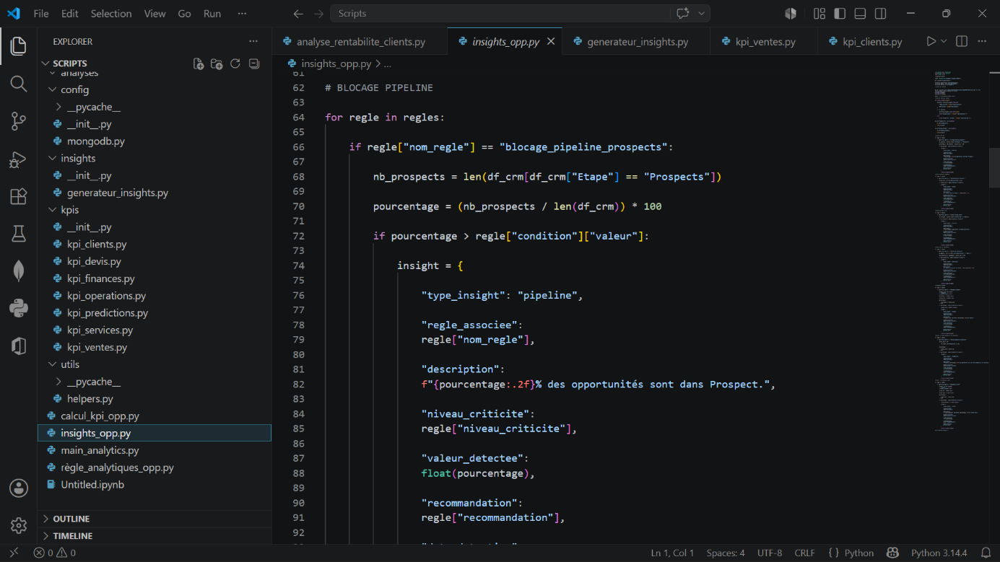 File Edit Selection View Go Run ···
Scripts
EXPLORER ···
SCRIPTS
analyses
config
__pycache__
__init__.py
mongodb.py
insights
__init__.py
generateur_insights.py
kpis
__init__.py
kpi_clients.py
kpi_devis.py
kpi_finances.py
kpi_operations.py
kpi_predictions.py
kpi_services.py
kpi_ventes.py
utils
__pycache__
helpers.py
calcul_kpi_opp.py
insights_opp.py
main_analytics.py
règle_analytiques_opp.py
Untitled.ipynb
OUTLINE
TIMELINE
analyse_rentabilite_clients.py insights_opp.py generateur_insights.py kpi_ventes.py kpi_clients.py
insights_opp.py > ...
61
62 # BLOCAGE PIPELINE
63
64 for regle in regles:
65
66 if regle["nom_regle"] == "blocage_pipeline_prospects":
67
68 nb_prospects = len(df_crm[df_crm["Etape"] == "Prospects"])
69
70 pourcentage = (nb_prospects / len(df_crm)) * 100
71
72 if pourcentage > regle["condition"]["valeur"]:
73
74 insight = {
75
76 "type_insight": "pipeline",
77
78 "regle_associee":
79 regle["nom_regle"],
80
81 "description":
82 f"{pourcentage:.2f}% des opportunités sont dans Prospect.",
83
84 "niveau_criticite":
85 regle["niveau_criticite"],
86
87 "valeur_detectee":
88 float(pourcentage),
89
90 "recommandation":
91 regle["recommandation"],
92
0 0 Ln 1, Col 1 Spaces: 4 UTF-8 CRLF { } Python Python 3.14.4